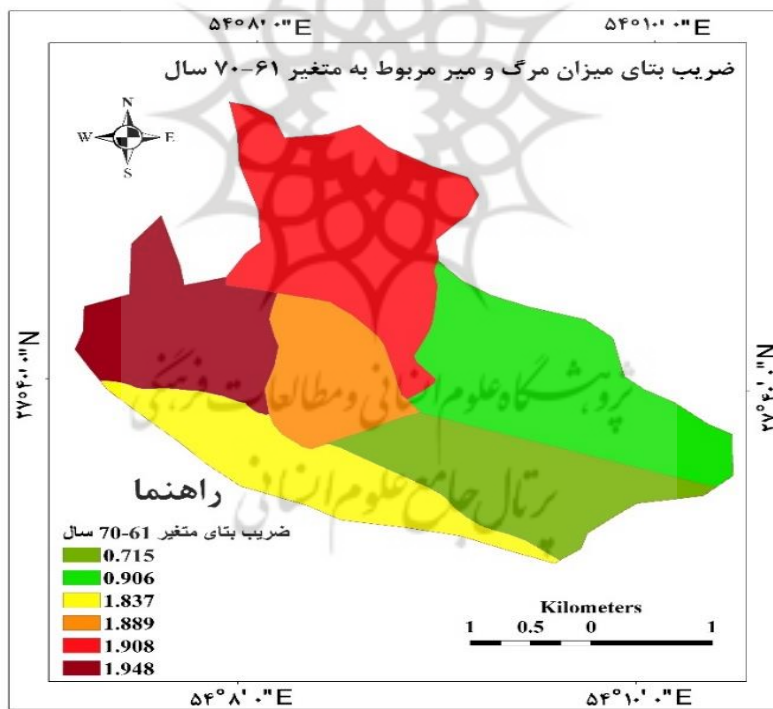 ۵۴°۸' ۰"E ۵۴°۱۰' ۰"E
ضریب بتای میزان مرگ و میر مربوط به متغیر ۶۱-۷۰ سال
N
W E
S
۲۷°۴۰' ۰"N ۲۷°۴۰' ۰"N
پژوهشگاه علوم انسانی و مطالعات فرهنگی
پرتال جامع علوم انسانی
راهنما
ضریب بتای متغیر 61-70 سال
0.715
0.906
1.837
1.889
1.908
1.948
Kilometers
1 0.5 0 1
۵۴°۸' ۰"E ۵۴°۱۰' ۰"E